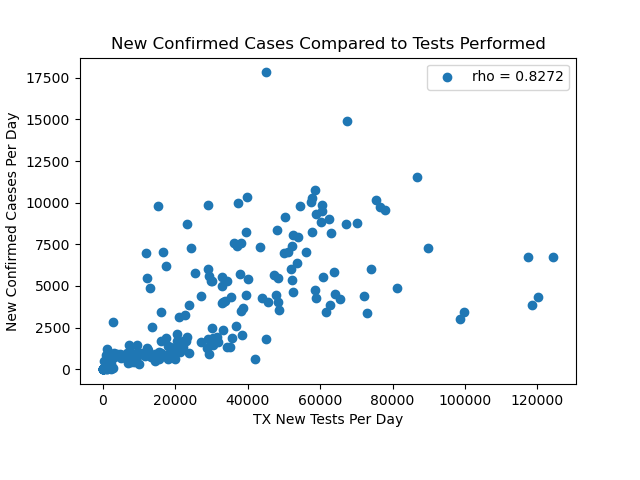 New Confirmed Cases Compared to Tests Performed
rho = 0.8272
New Confirmed Caeses Per Day
17500
15000
12500
10000
7500
5000
2500
0
0 20000 40000 60000 80000 100000 120000
TX New Tests Per Day